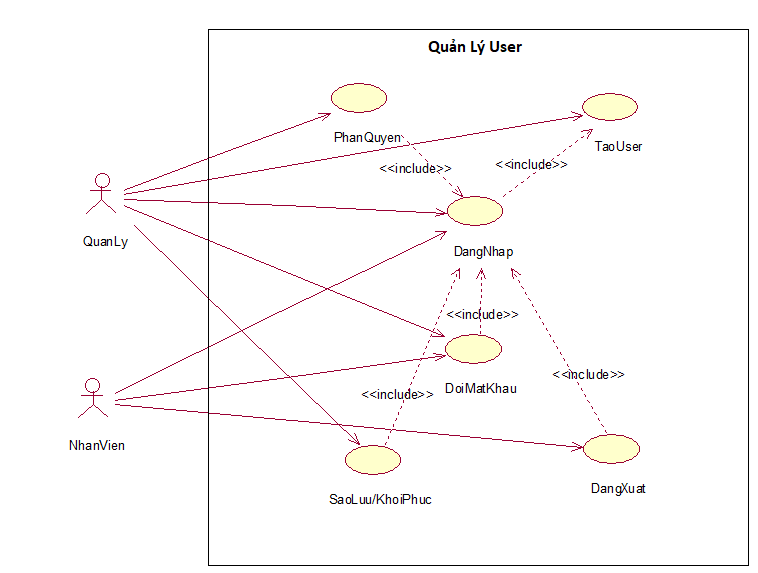 Quản Lý User
PhanQuyen
TaoUser
<<include>>
<<include>>
QuanLy
DangNhap
<<include>>
<<include>>
<<include>>
DoiMatKhau
NhanVien
DangXuat
SaoLuu/KhoiPhuc